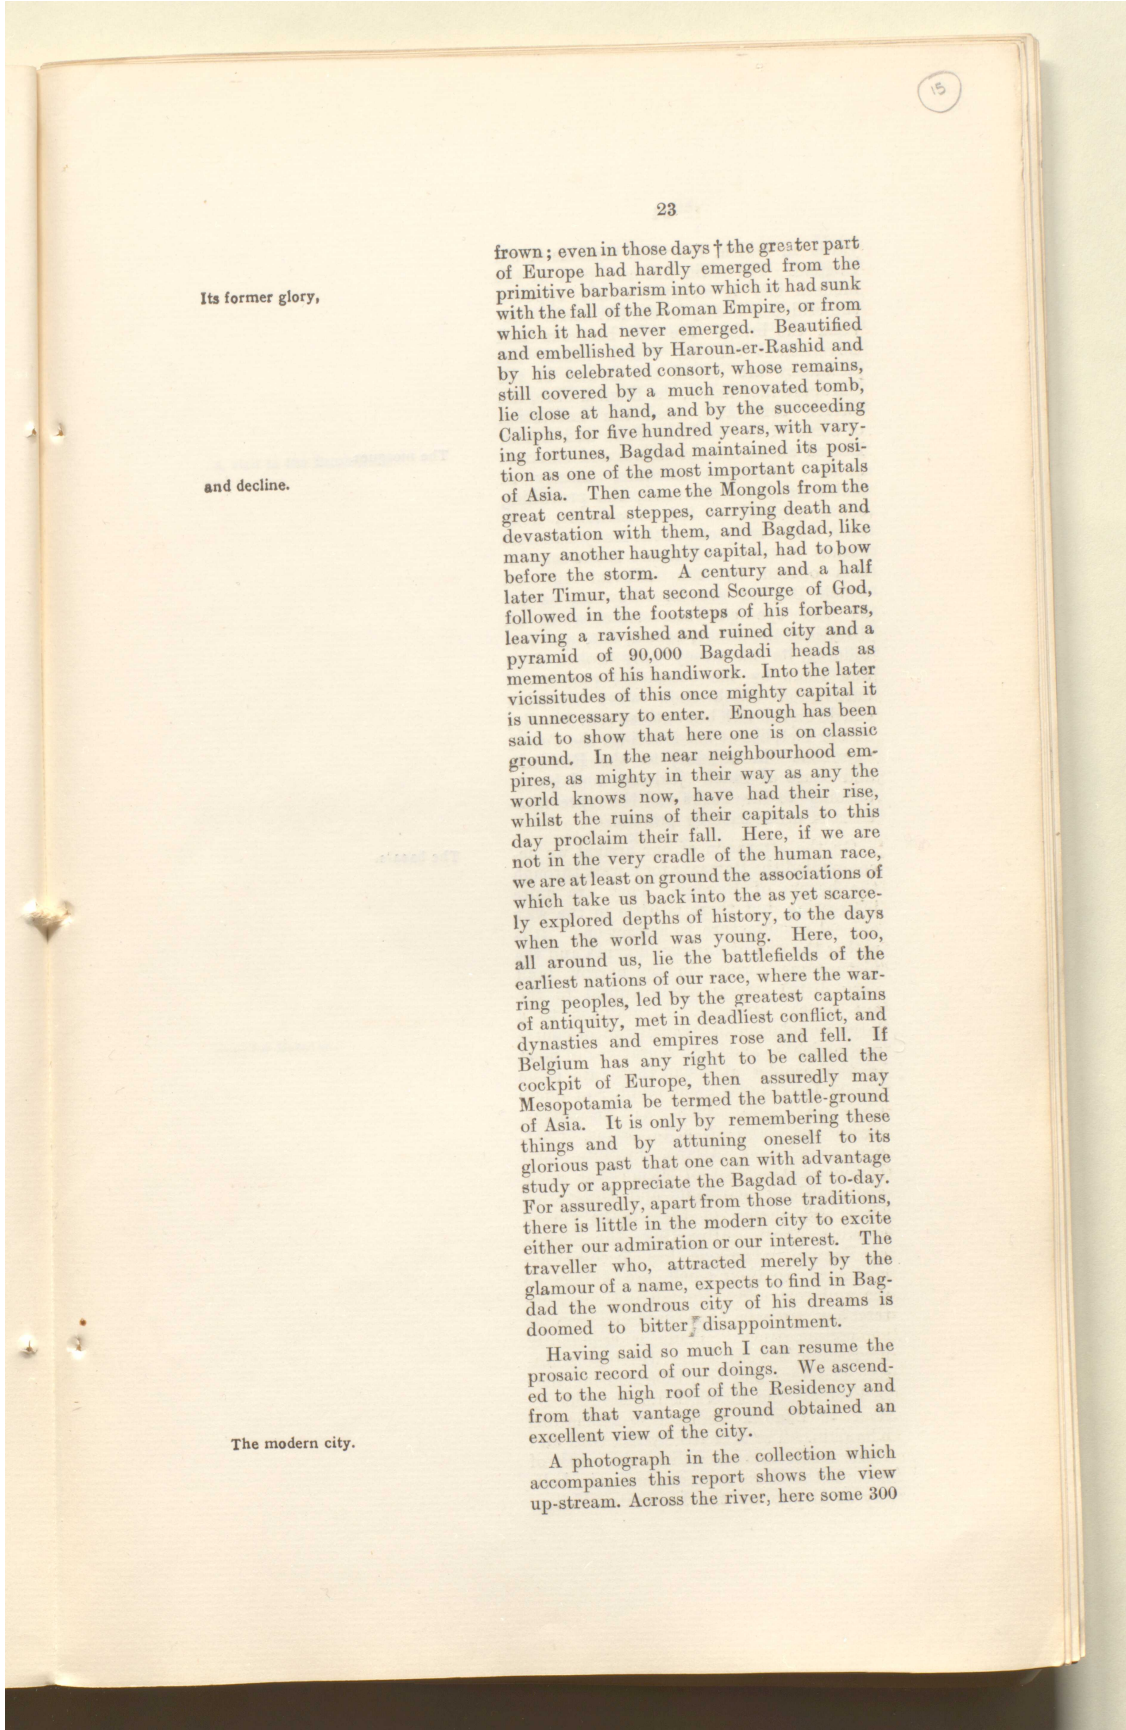 15
23
Its former glory,
and decline.
The modern city.
frown; even in those days † the greater part
of Europe had hardly emerged from the
primitive barbarism into which it had sunk
with the fall of the Roman Empire, or from
which it had never emerged. Beautified
and embellished by Haroun-er-Rashid and
by his celebrated consort, whose remains,
still covered by a much renovated tomb,
lie close at hand, and by the succeeding
Caliphs, for five hundred years, with vary-
ing fortunes, Bagdad maintained its posi-
tion as one of the most important capitals
of Asia. Then came the Mongols from the
great central steppes, carrying death and
devastation with them, and Bagdad, like
many another haughty capital, had to bow
before the storm. A century and a half
later Timur, that second Scourge of God,
followed in the footsteps of his forbears,
leaving a ravished and ruined city and a
pyramid of 90,000 Bagdadi heads as
mementos of his handiwork. Into the later
vicissitudes of this once mighty capital it
is unnecessary to enter. Enough has been
said to show that here one is on classic
ground. In the near neighbourhood em-
pires, as mighty in their way as any the
world knows now, have had their rise,
whilst the ruins of their capitals to this
day proclaim their fall. Here, if we are
not in the very cradle of the human race,
we are at least on ground the associations of
which take us back into the as yet scarce-
ly explored depths of history, to the days
when the world was young. Here, too,
all around us, lie the battlefields of the
earliest nations of our race, where the war-
ring peoples, led by the greatest captains
of antiquity, met in deadliest conflict, and
dynasties and empires rose and fell. If
Belgium has any right to be called the
cockpit of Europe, then assuredly may
Mesopotamia be termed the battle-ground
of Asia. It is only by remembering these
things and by attuning oneself to its
glorious past that one can with advantage
study or appreciate the Bagdad of to-day.
For assuredly, apart from those traditions,
there is little in the modern city to excite
either our admiration or our interest. The
traveller who, attracted merely by the
glamour of a name, expects to find in Bag-
dad the wondrous city of his dreams is
doomed to bitter disappointment.
Having said so much I can resume the
prosaic record of our doings. We ascend-
ed to the high roof of the Residency and
from that vantage ground obtained an
excellent view of the city.
A photograph in the collection which
accompanies this report shows the view
up-stream. Across the river, here some 300